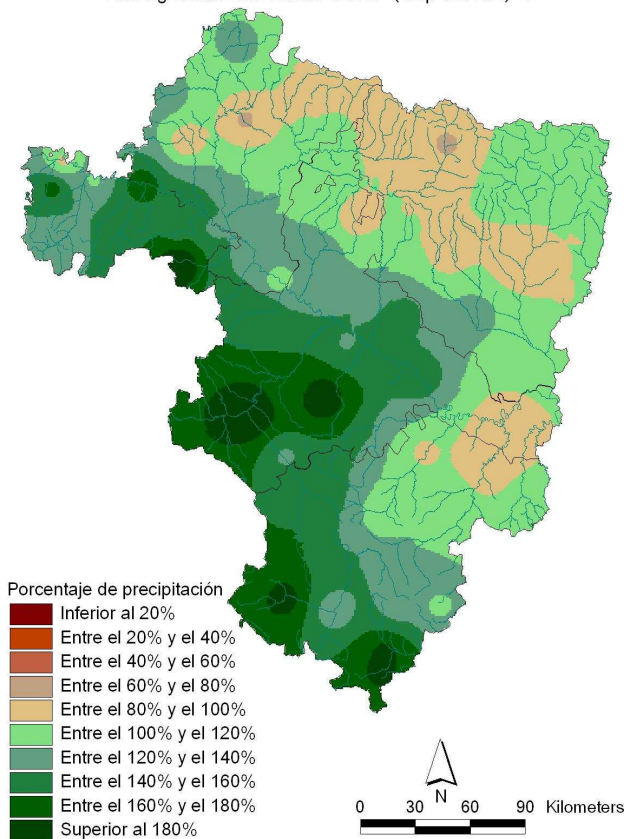 Porcentaje de precipitación
Inferior al 20%
Entre el 20% y el 40%
Entre el 40% y el 60%
Entre el 60% y el 80%
Entre el 80% y el 100%
Entre el 100% y el 120%
Entre el 120% y el 140%
Entre el 140% y el 160%
Entre el 160% y el 180%
Superior al 180%
N
0 30 60 90 Kilometers